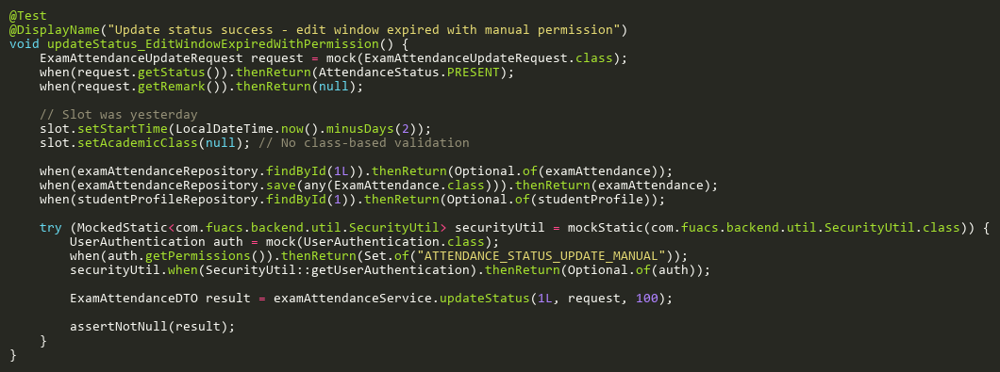 @Test
@DisplayName("Update status success - edit window expired with manual permission")
void updateStatus_EditWindowExpiredWithPermission() {
    ExamAttendanceUpdateRequest request = mock(ExamAttendanceUpdateRequest.class);
    when(request.getStatus()).thenReturn(AttendanceStatus.PRESENT);
    when(request.getRemark()).thenReturn(null);

    // Slot was yesterday
    slot.setStartTime(LocalDateTime.now().minusDays(2));
    slot.setAcademicClass(null); // No class-based validation

    when(examAttendanceRepository.findById(1L)).thenReturn(Optional.of(examAttendance));
    when(examAttendanceRepository.save(any(ExamAttendance.class))).thenReturn(examAttendance);
    when(studentProfileRepository.findById(1)).thenReturn(Optional.of(studentProfile));

    try (MockedStatic<com.fuacs.backend.util.SecurityUtil> securityUtil = mockStatic(com.fuacs.backend.util.SecurityUtil.class)) {
        UserAuthentication auth = mock(UserAuthentication.class);
        when(auth.getPermissions()).thenReturn(Set.of("ATTENDANCE_STATUS_UPDATE_MANUAL"));
        securityUtil.when(SecurityUtil::getUserAuthentication).thenReturn(Optional.of(auth));

        ExamAttendanceDTO result = examAttendanceService.updateStatus(1L, request, 100);

        assertNotNull(result);
    }
}